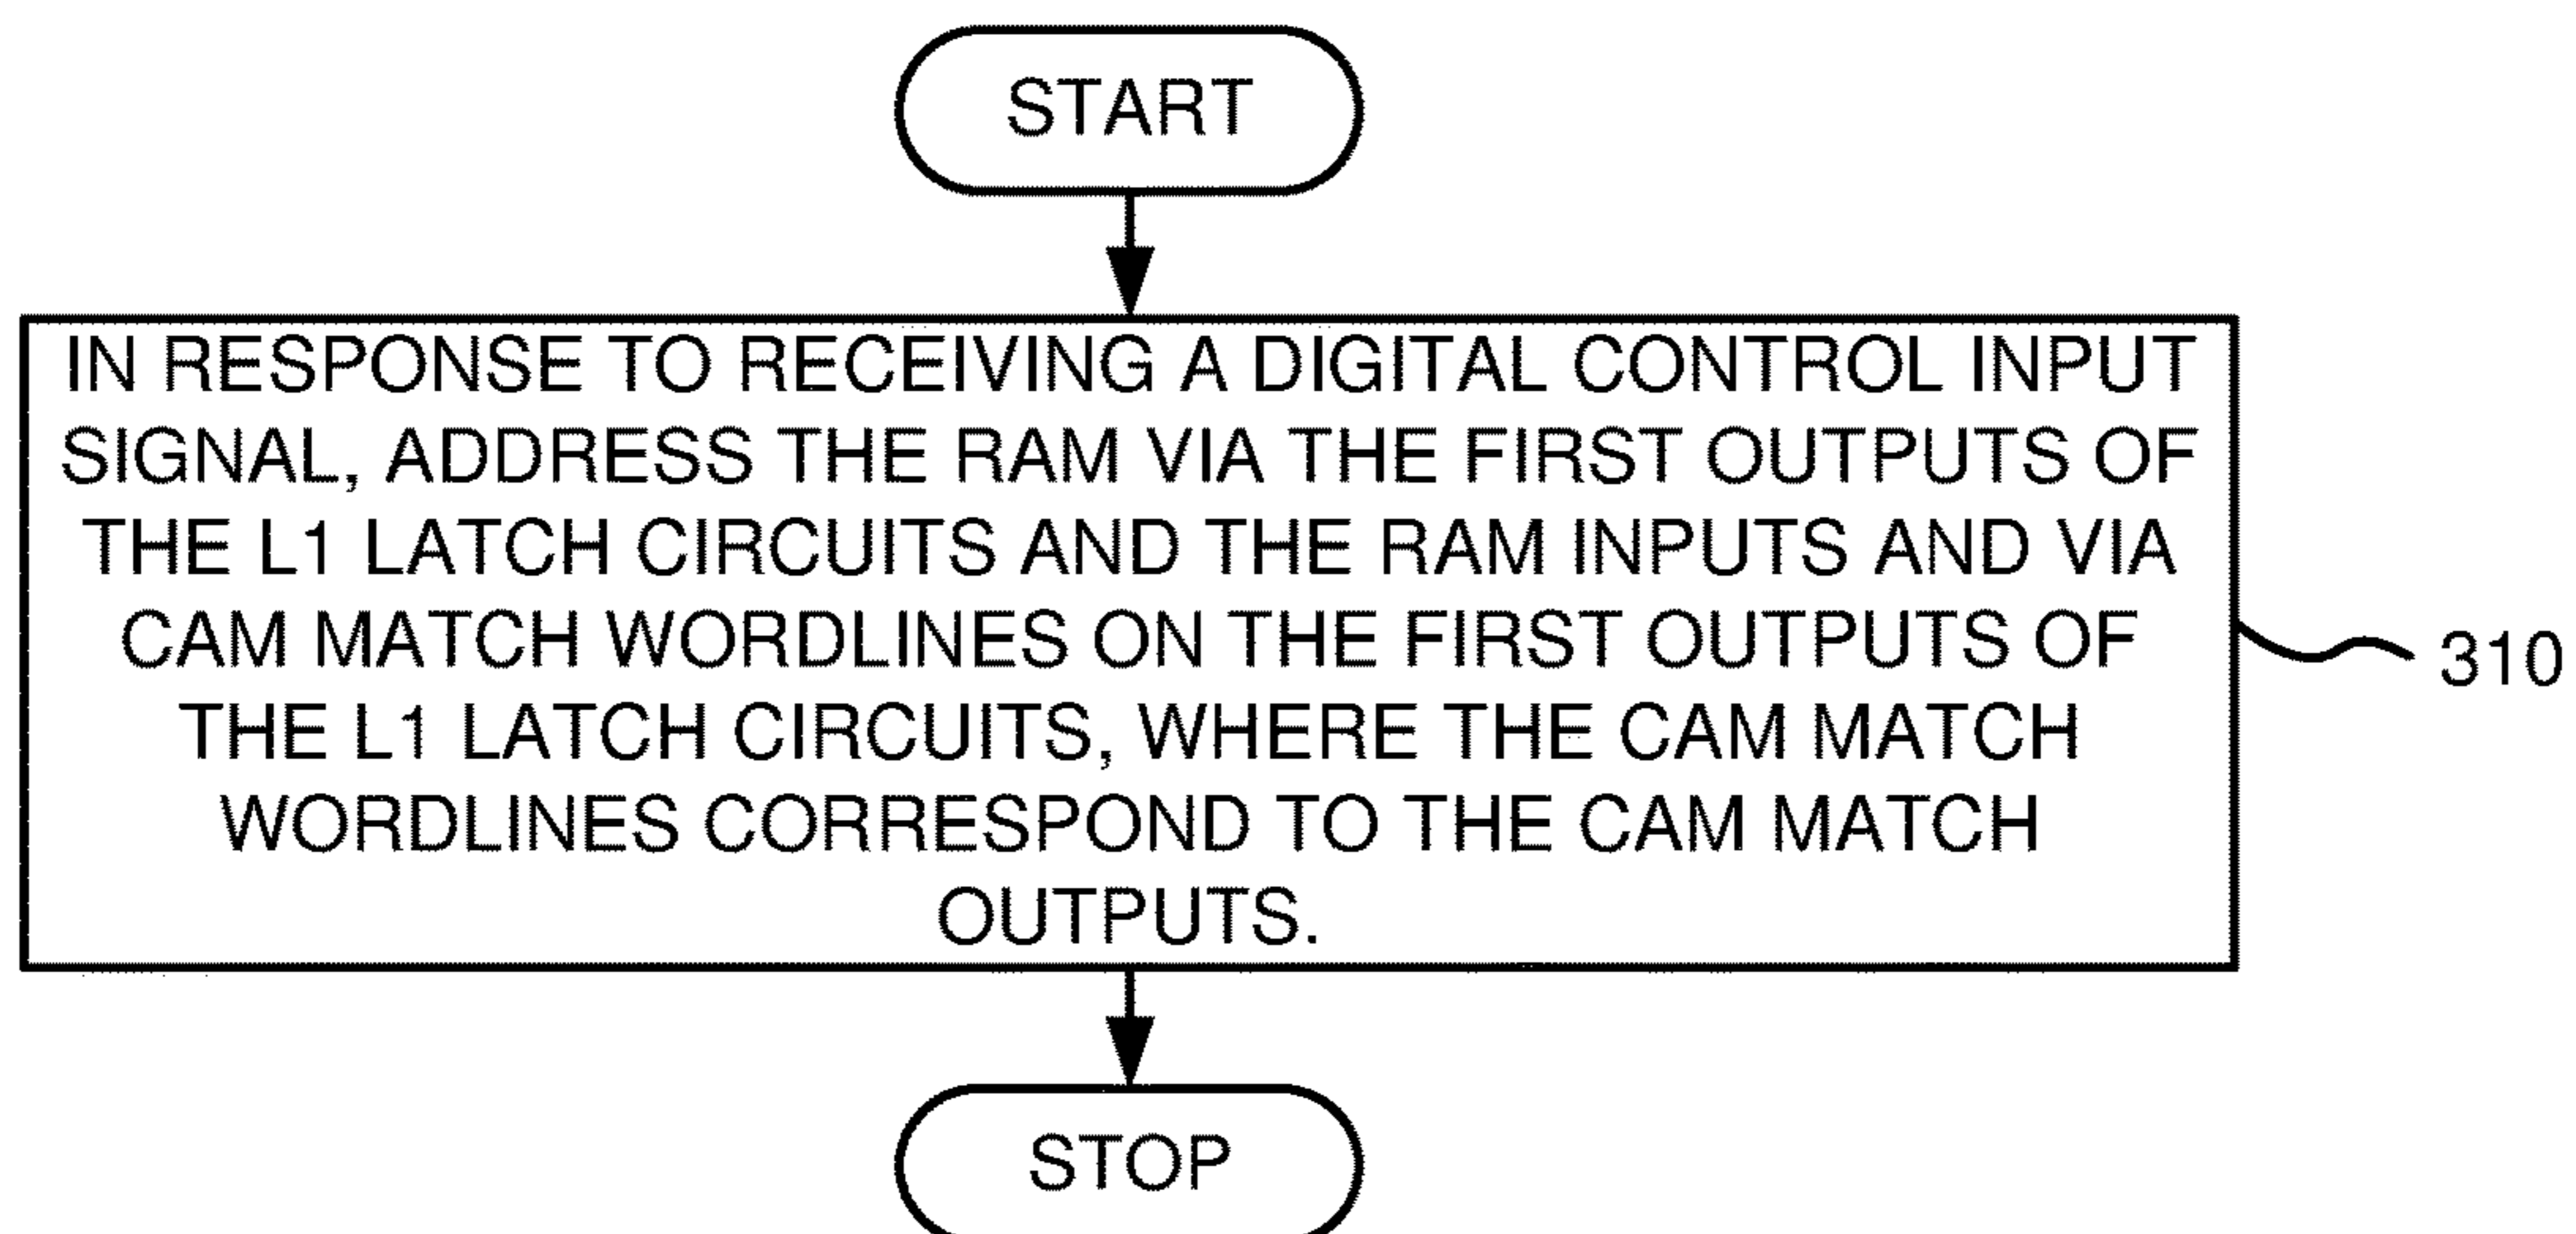 START
IN RESPONSE TO RECEIVING A DIGITAL CONTROL INPUT
SIGNAL, ADDRESS THE RAM VIA THE FIRST OUTPUTS OF
THE L1 LATCH CIRCUITS AND THE RAM INPUTS AND VIA
CAM MATCH WORDLINES ON THE FIRST OUTPUTS OF
THE L1 LATCH CIRCUITS, WHERE THE CAM MATCH
WORDLINES CORRESPOND TO THE CAM MATCH
OUTPUTS.
310
STOP